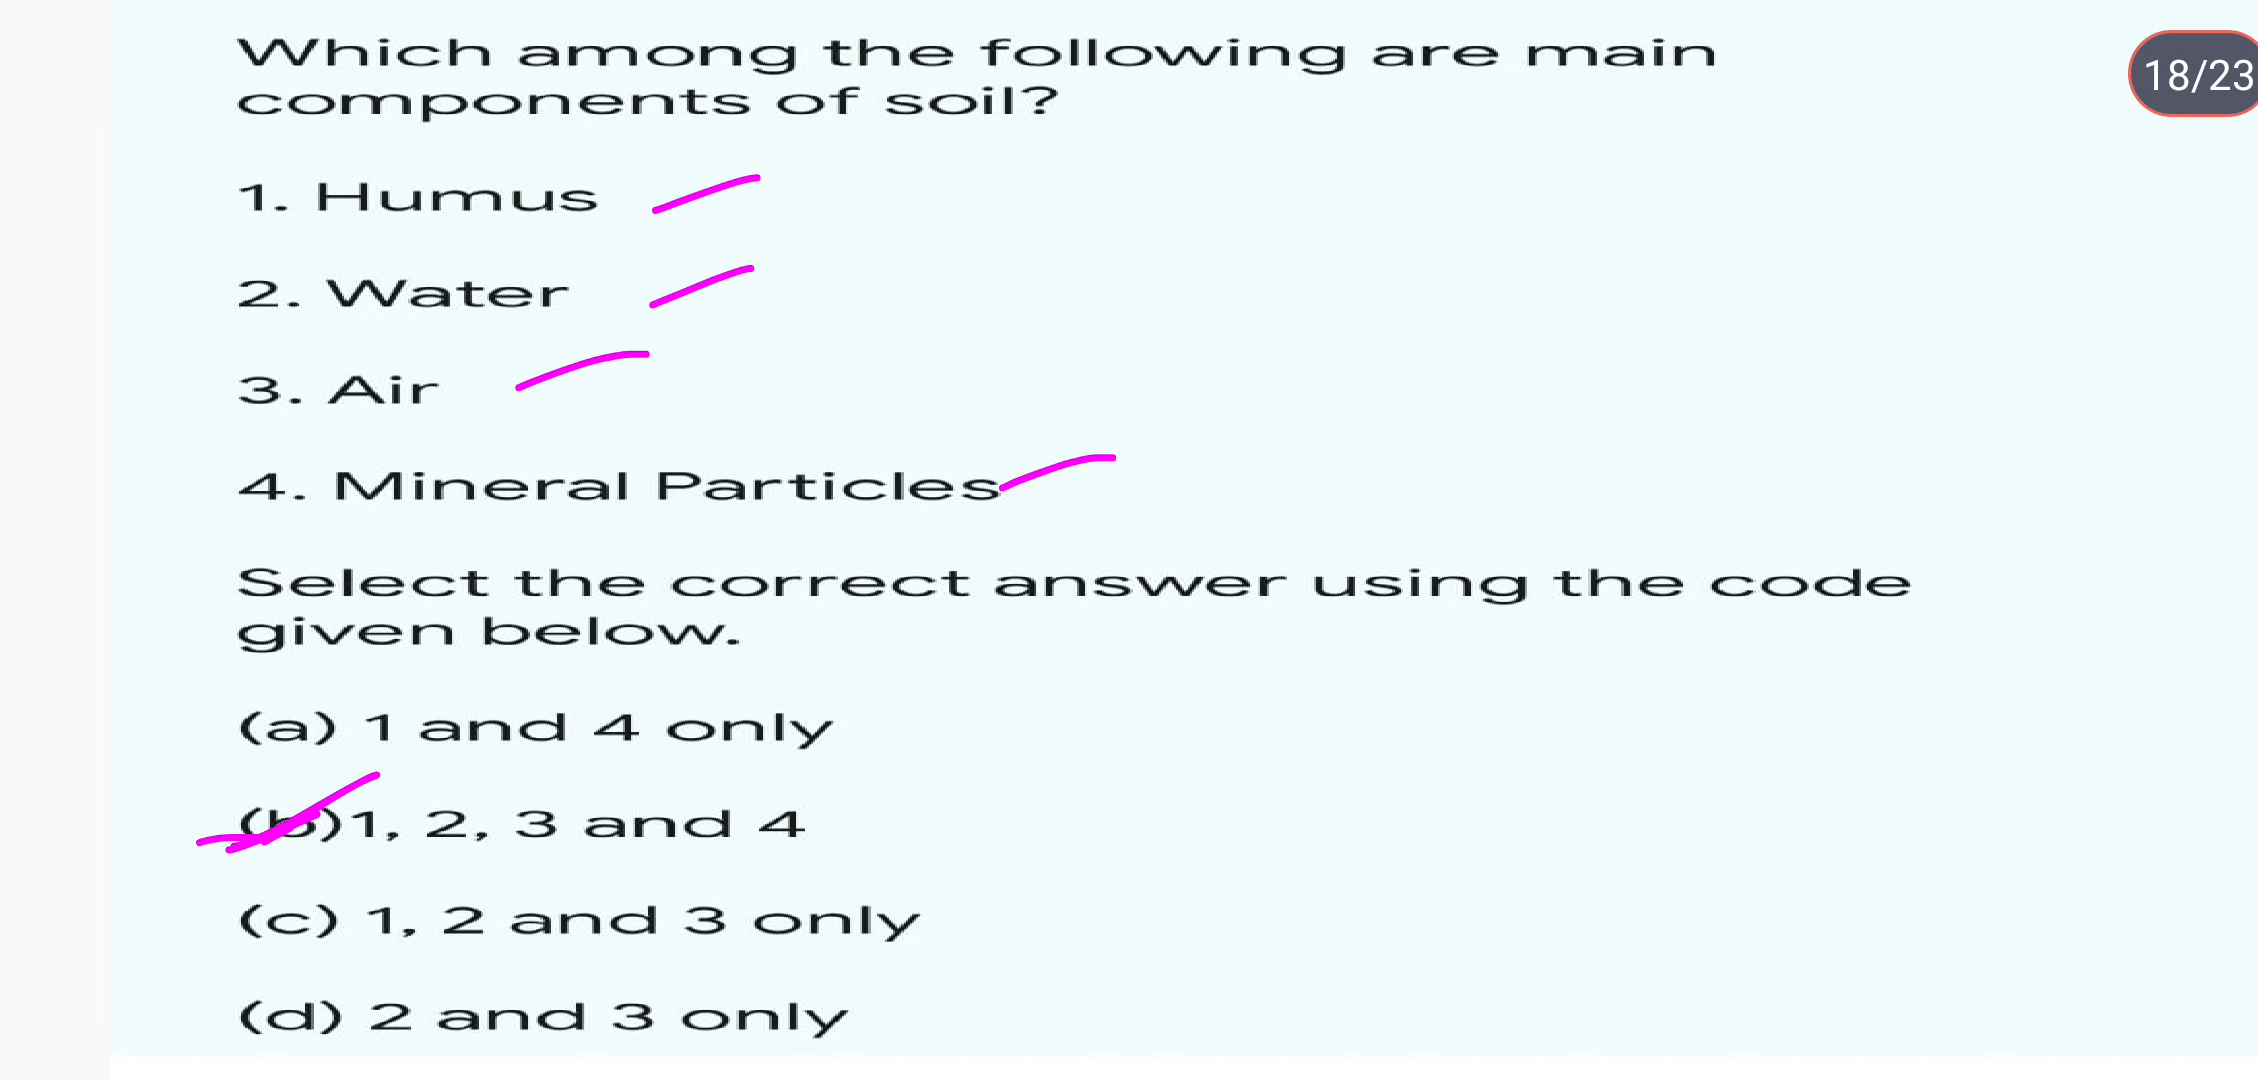 Which among the following are main
components of soil?
18/23
1. Humus
2. Water
3. Air
4. Mineral Particles
Select the correct answer using the code
given below.
(a) 1 and 4 only
(b)1, 2, 3 and 4
(c) 1, 2 and 3 only
(d) 2 and 3 only